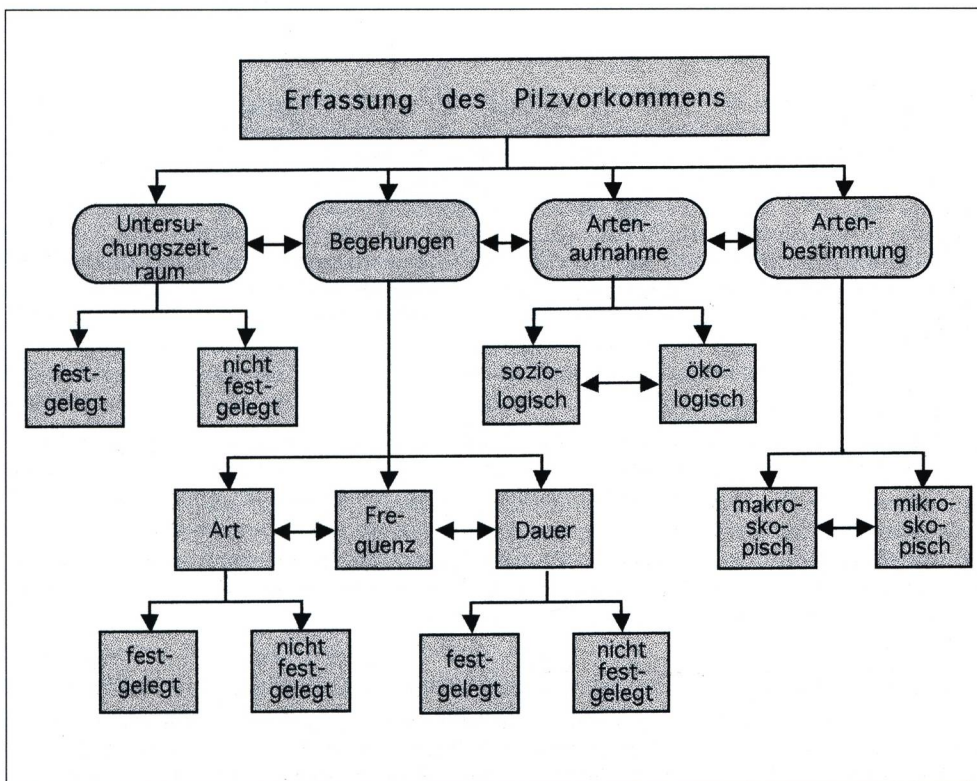 Erfassung des Pilzvorkommens
Untersu-
chungszeit-
raum
Begehungen
Arten-
aufnahme
Arten-
bestimmung
fest-
gelegt
nicht
fest-
gelegt
sozio-
logisch
öko-
logisch
Art
Fre-
quenz
Dauer
makro-
sko-
pisch
mikro-
sko-
pisch
fest-
gelegt
nicht
fest-
gelegt
fest-
gelegt
nicht
fest-
gelegt